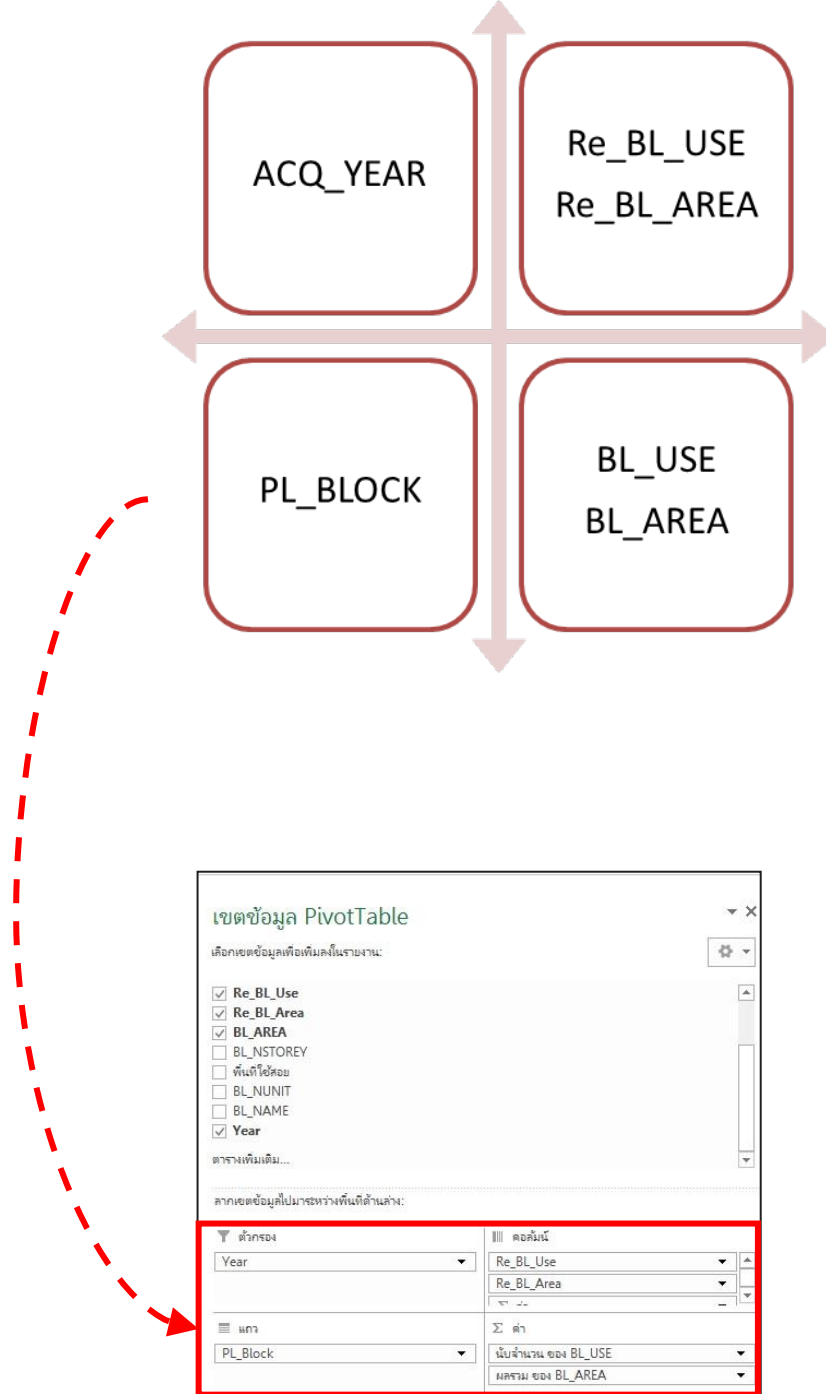 ACQ_YEAR
Re_BL_USE
Re_BL_AREA
PL_BLOCK
BL_USE
BL_AREA
เขตข้อมูล PivotTable
เลือกเขตข้อมูลเพื่อเพิ่มลงในรายงาน:
Re_BL_Use
Re_BL_Area
BL_AREA
BL_NSTOREY
พื้นที่ใช้สอย
BL_NUNIT
BL_NAME
Year
ตารางเพิ่มเติม...
ลากเขตข้อมูลไปมาระหว่างพื้นที่ด้านล่าง:
ตัวกรอง
Year
คอลัมน์
Re_BL_Use
Re_BL_Area
แถว
PL_Block
Σ ค่า
นับจำนวน ของ BL_USE
ผลรวม ของ BL_AREA